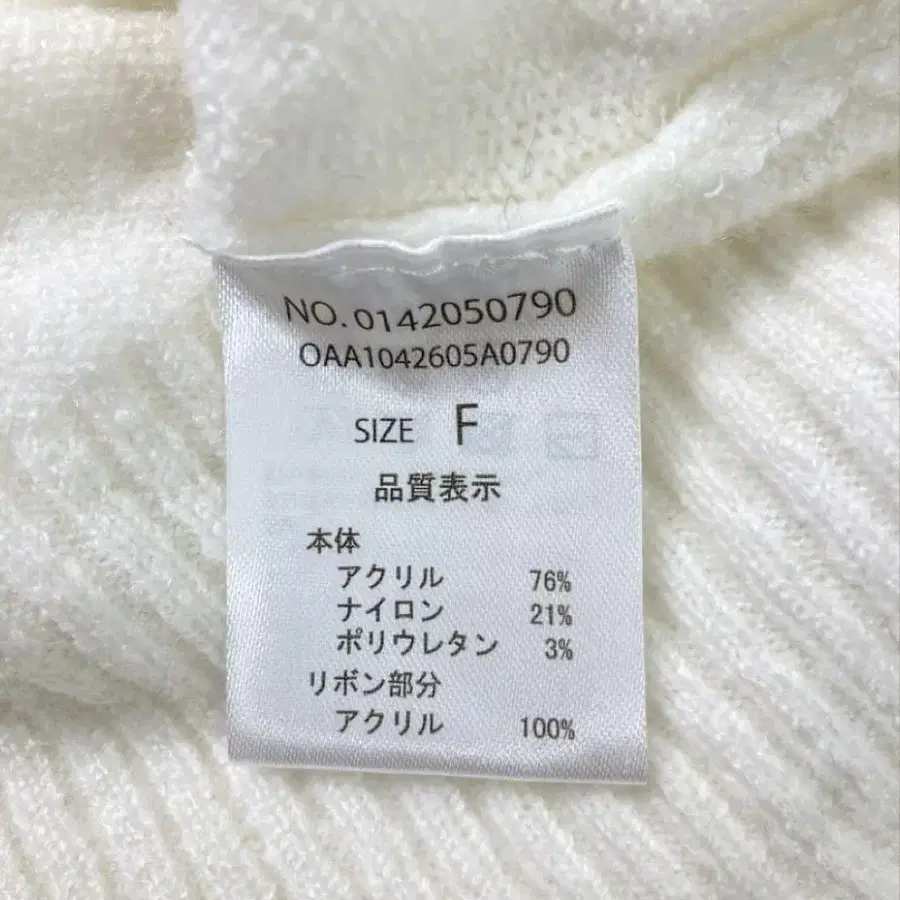 NO.0142050790
OAA1042605A0790
SIZE F
品質表示
本体
アクリル 76%
ナイロン 21%
ポリウレタン 3%
リボン部分
アクリル 100%